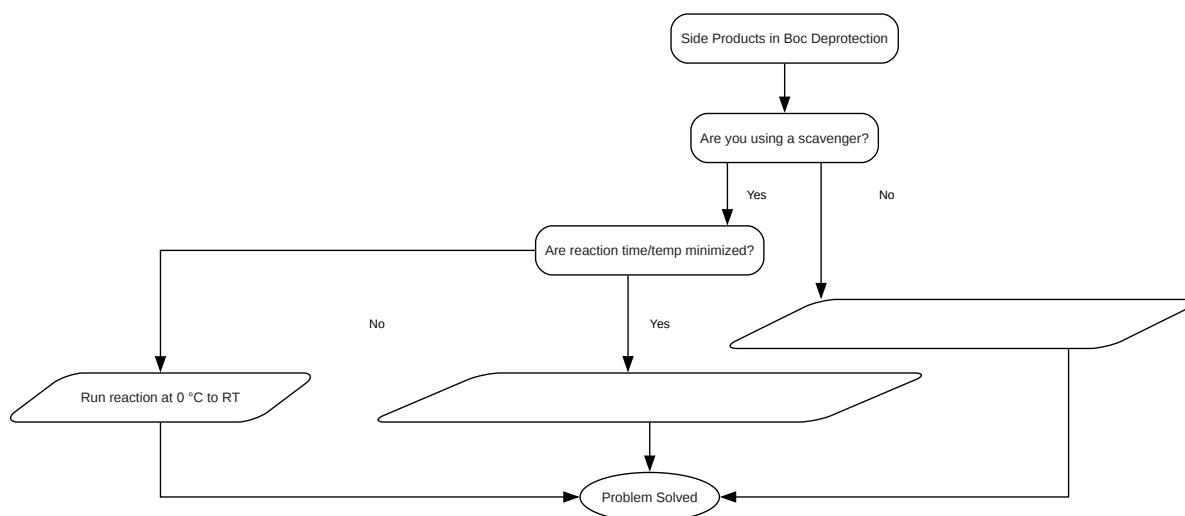 Side Products in Boc Deprotection
Are you using a scavenger?
Yes
No
Are reaction time/temp minimized?
No
Yes
Run reaction at 0 °C to RT
Problem Solved